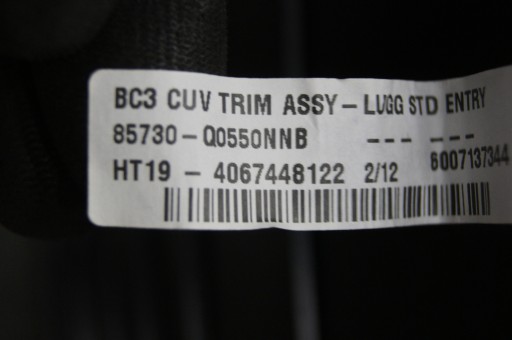 BC3 CUV TRIM ASSY - LUGG STD ENTRY
85730 - Q0550NNB --- ---
HT19 - 4067448122 2/12 6007137344